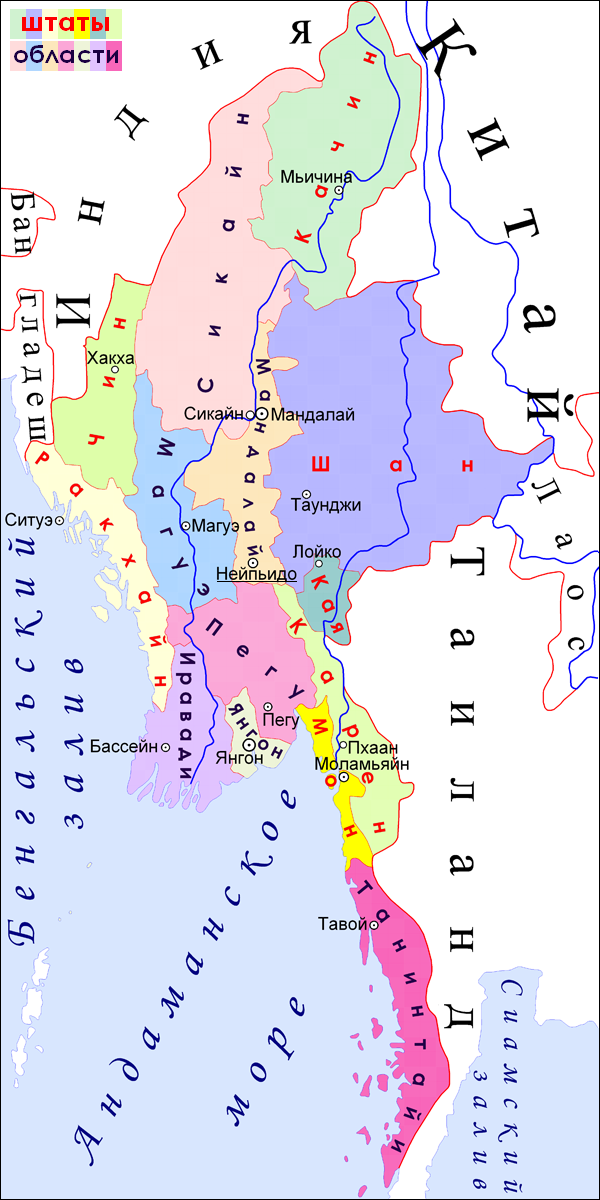 штаты
области
Индия
Китай
Бан
гладеш
Лаос
Таиланд
Качин
Мьичина
Сикайн
Чин
Хакха
Мандалай
Сикайн
Мандалай
Шан
Таунджи
Магуэ
Магуэ
Ракхайн
Ситуэ
Нейпьидо
Лойко
Кая
Карен
Пегу
Пегу
Иравади
Бассейн
Янгон
Янгон
Мон
Пхаан
Моламьяйн
Танинтайи
Тавой
Бенгальский
залив
Андаманское
море
Сиамский
залив